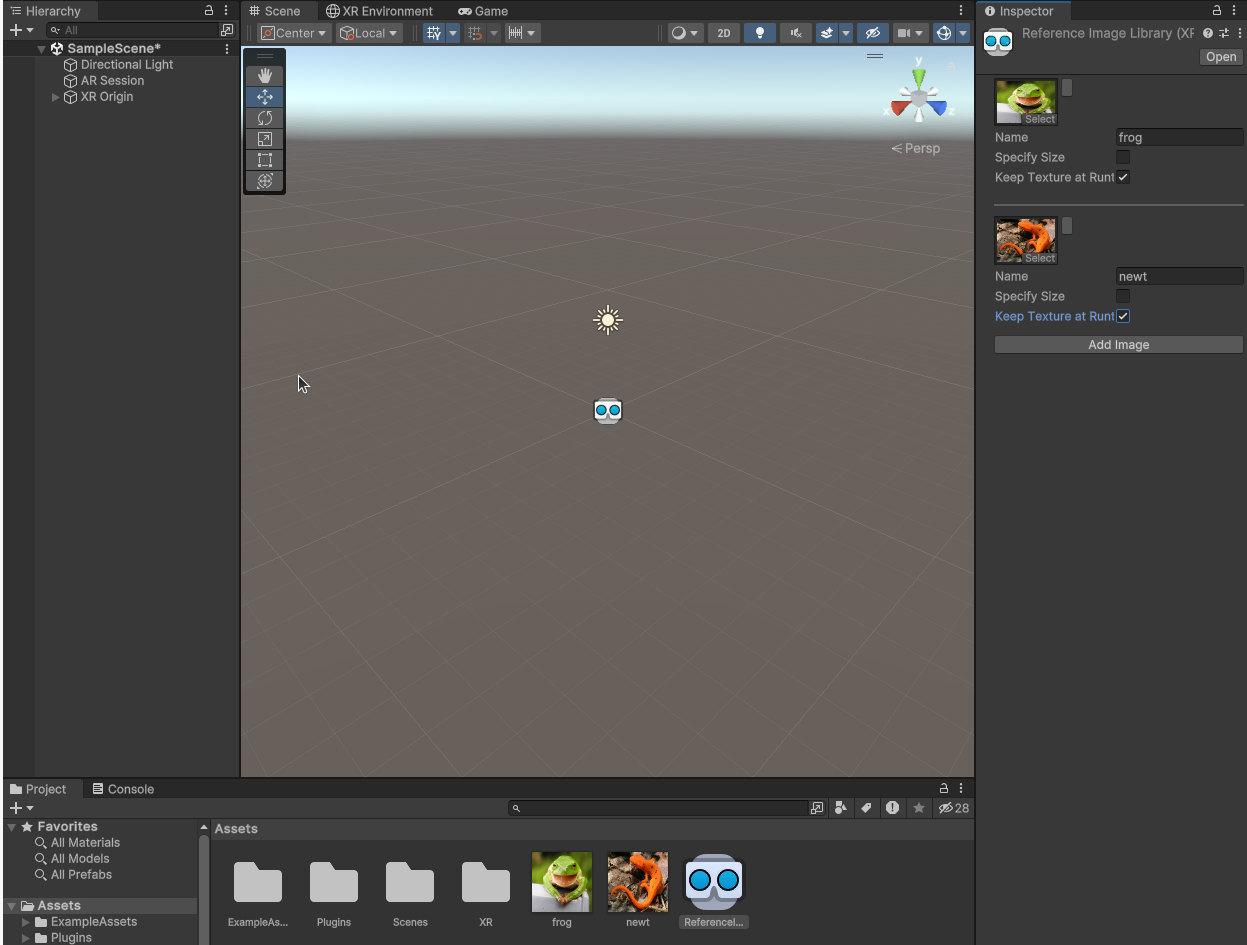 Hierarchy
All
SampleScene*
Directional Light
AR Session
XR Origin
Scene
XR Environment
Game
Center
Local
2D
y
x
z
Persp
Inspector
Reference Image Library (XF
Open
Select
Name
frog
Specify Size
Keep Texture at Runt
Select
Name
newt
Specify Size
Keep Texture at Runt
Add Image
Project
Console
28
Favorites
All Materials
All Models
All Prefabs
Assets
ExampleAssets
Plugins
Assets
ExampleAs...
Plugins
Scenes
XR
frog
newt
ReferenceI...